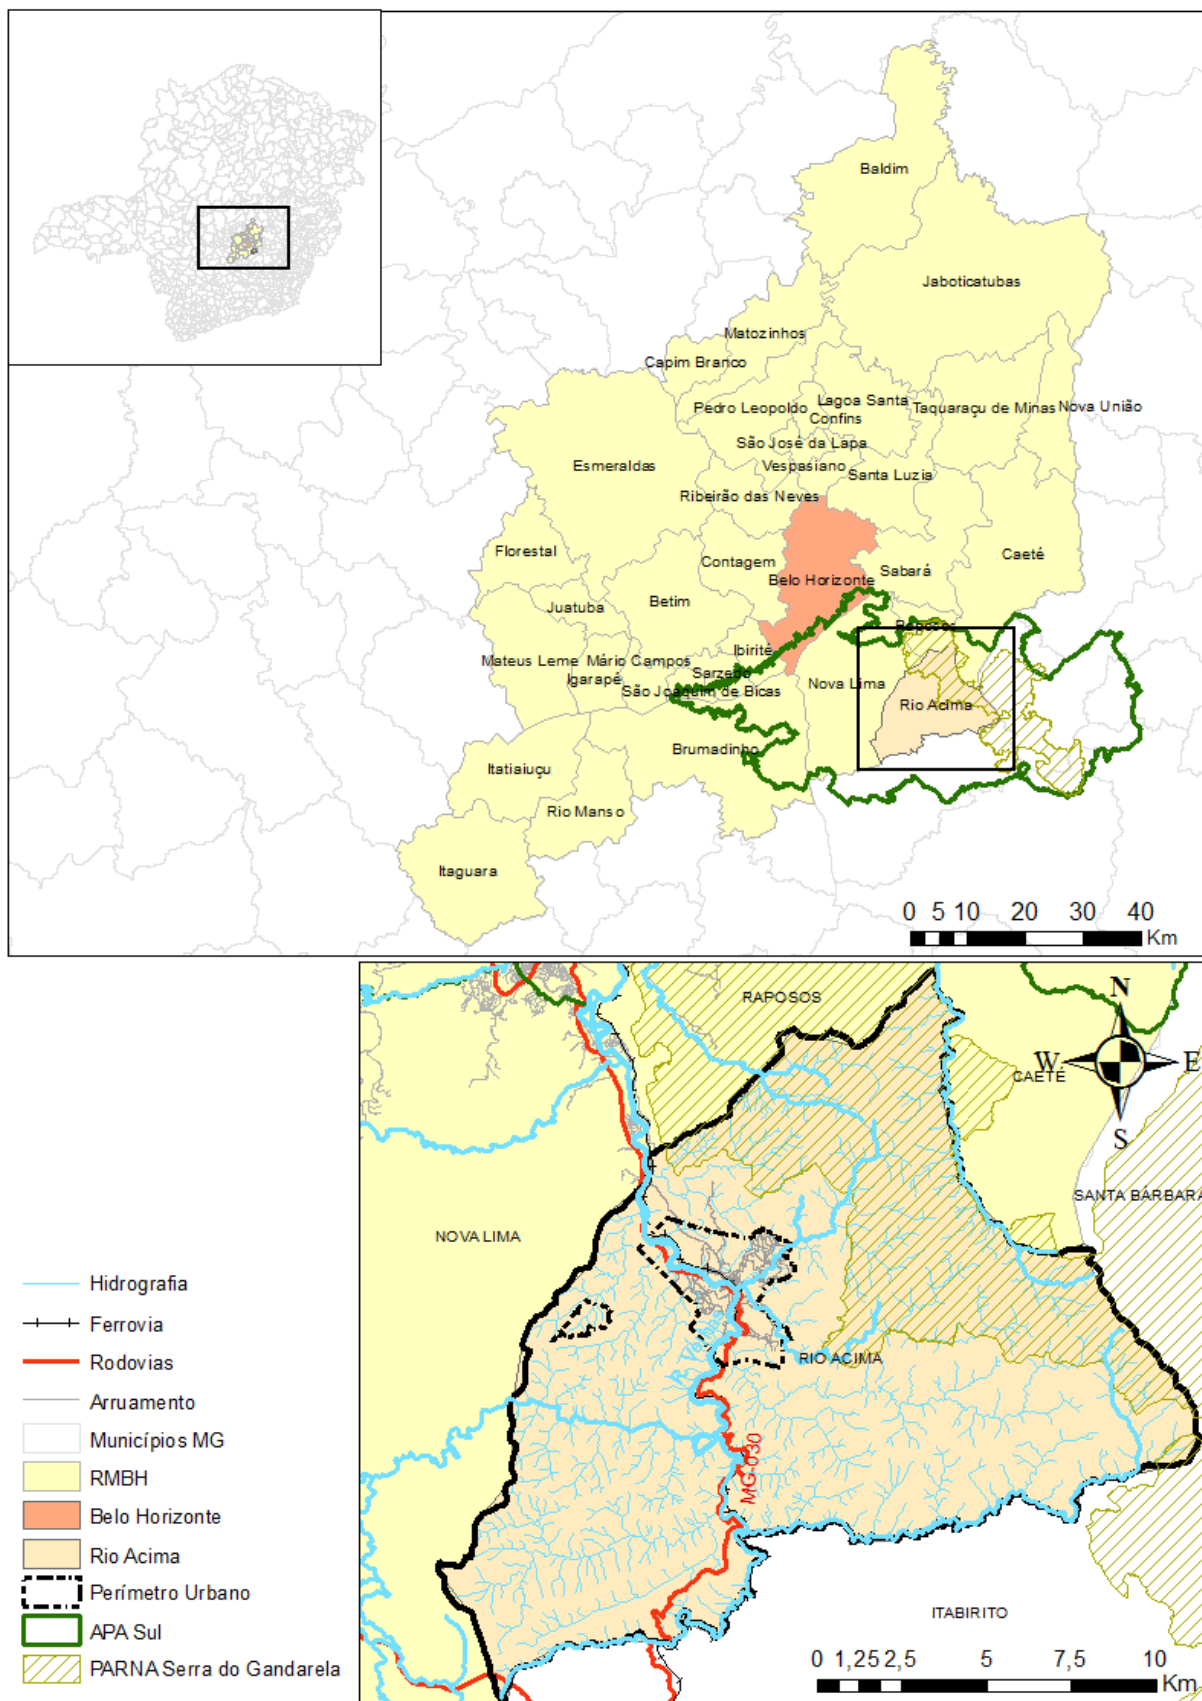 Baldim
Jaboticatubas
Matozinhos
Capim Branco
Pedro Leopoldo
Lagoa Santa
Confins
Taquaraçu de Minas
Nova União
São José da Lapa
Esmeraldas
Vespasiano
Santa Luzia
Ribeirão das Neves
Florestal
Contagem
Caeté
Sabará
Belo Horizonte
Juatuba
Betim
Raposos
Ibirité
Mateus Leme
Mário Campos
Sarzedo
Igarapé
São Joaquim de Bicas
Nova Lima
Rio Acima
Brumadinho
Itatiaiuçu
Rio Manso
Itaguara
0 5 10 20 30 40
Km
RAPOSOS
N
W
E
S
CAETÉ
SANTA BÁRBARA
NOVA LIMA
RIO ACIMA
MG-030
ITABIRITO
0 1,25 2,5 5 7,5 10
Km
Hidrografia
Ferrovia
Rodovias
Arruamento
Municípios MG
RMBH
Belo Horizonte
Rio Acima
Perímetro Urbano
APA Sul
PARNA Serra do Gandarela